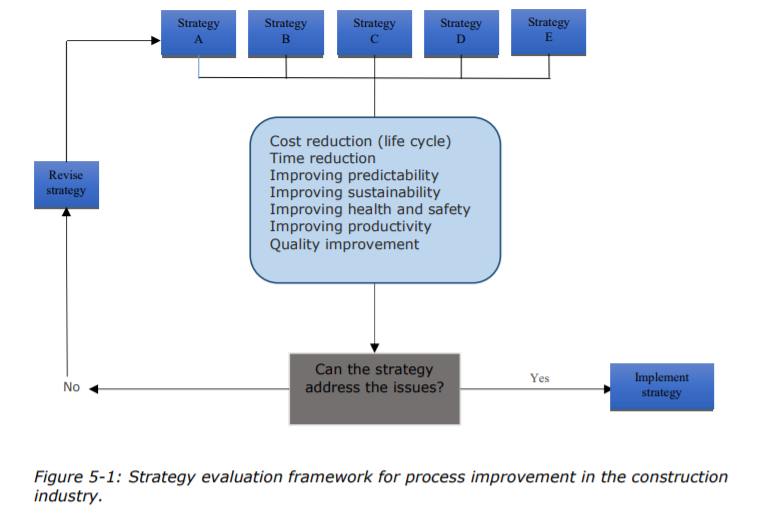 Strategy
A
Strategy
B
Strategy
C
Strategy
D
Strategy
E
Revise
strategy
Cost reduction (life cycle)
Time reduction
Improving predictability
Improving sustainability
Improving health and safety
Improving productivity
Quality improvement
Can the strategy
address the issues?
No
Yes
Implement
strategy
Figure 5-1: Strategy evaluation framework for process improvement in the construction
industry.